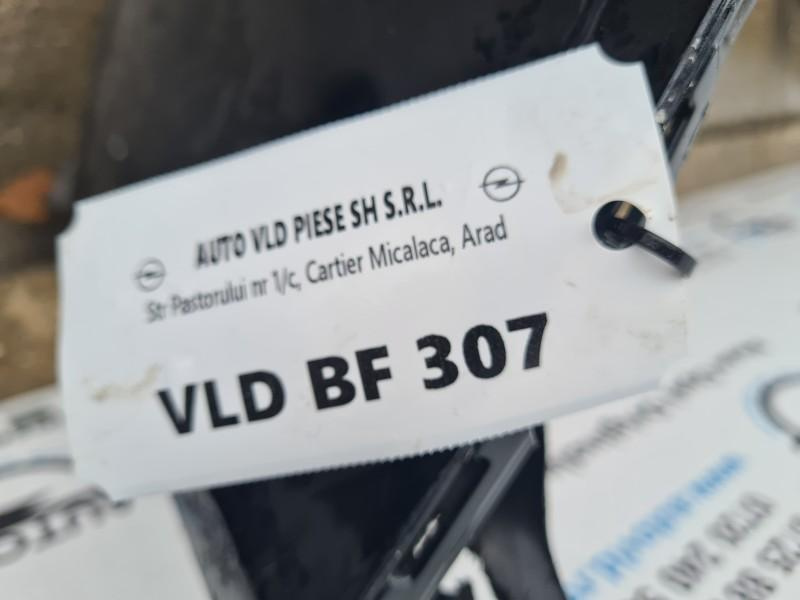 AUTO VLD PIESE SH S.R.L.
Str Pastorului nr 1/c, Cartier Micalaca, Arad
VLD BF 307